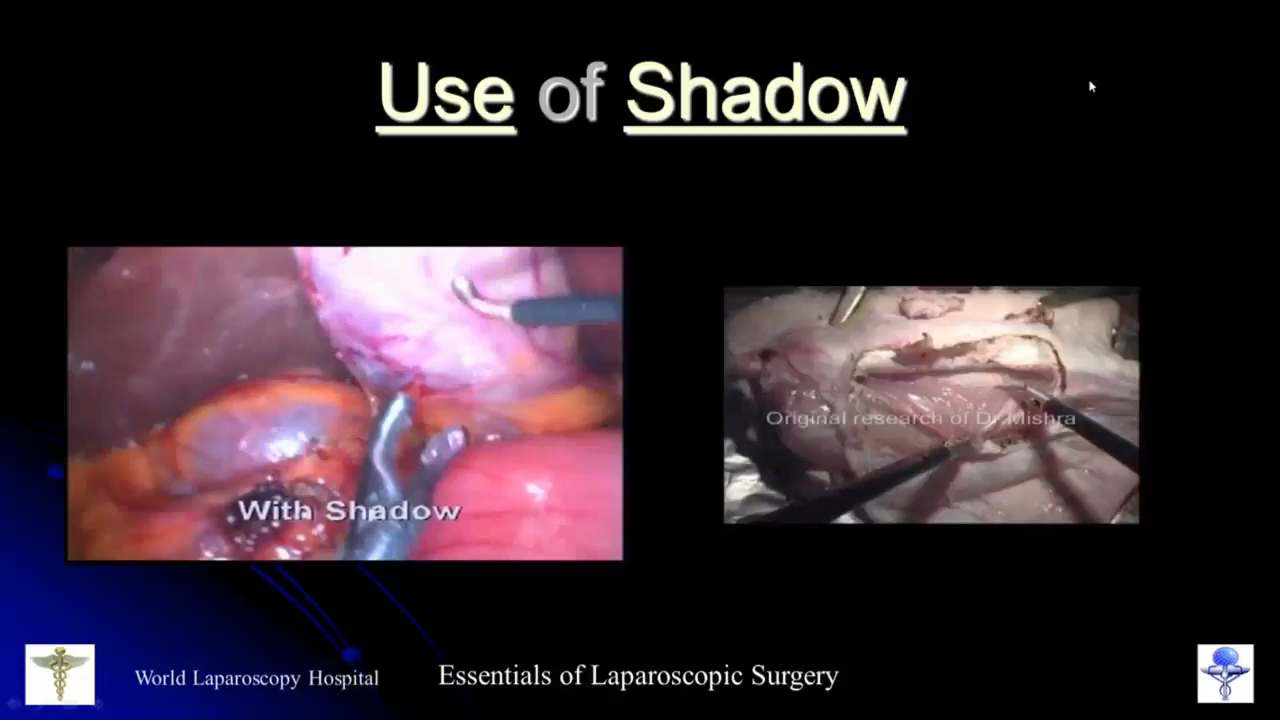 Use of Shadow
With Shadow
Original research of Dr. Mishra
World Laparoscopy Hospital
Essentials of Laparoscopic Surgery